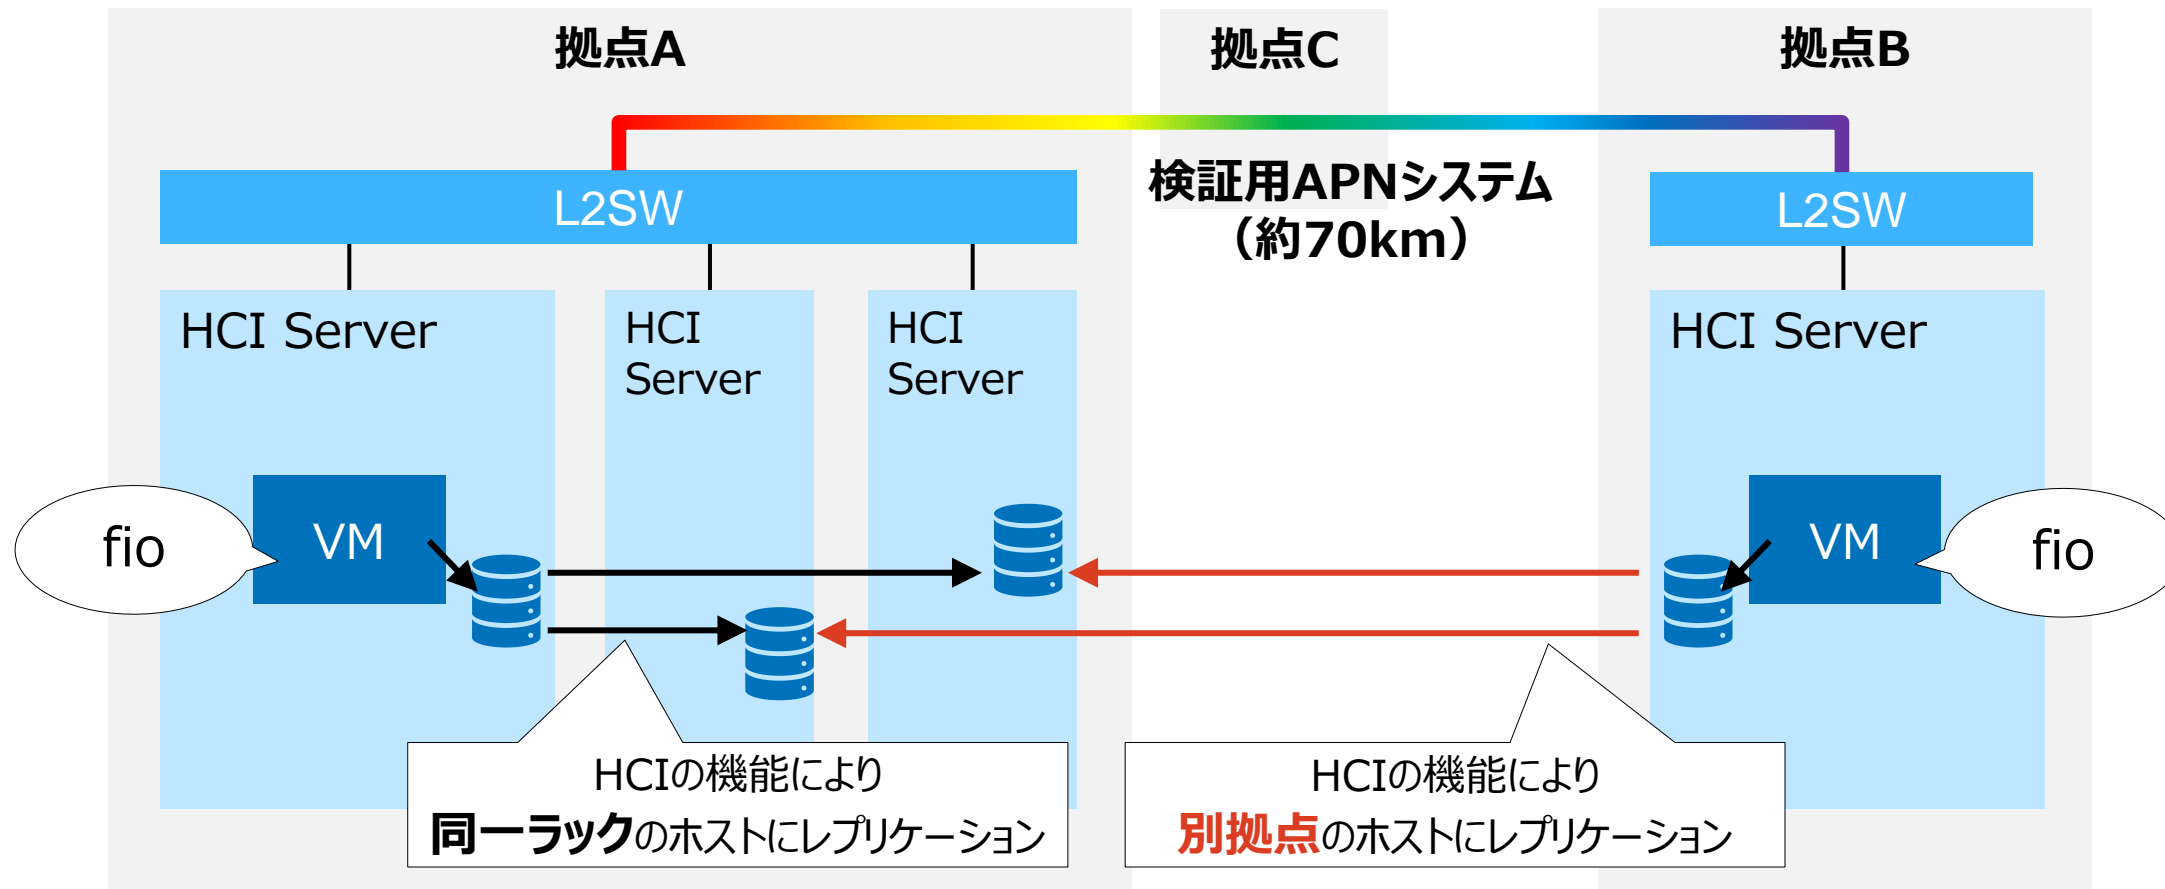 拠点A
拠点C
拠点B
検証用APNシステム
（約70km）
L2SW
L2SW
HCI Server
HCI
Server
HCI
Server
HCI Server
fio
VM
VM
fio
HCIの機能により
同一ラックのホストにレプリケーション
HCIの機能により
別拠点のホストにレプリケーション